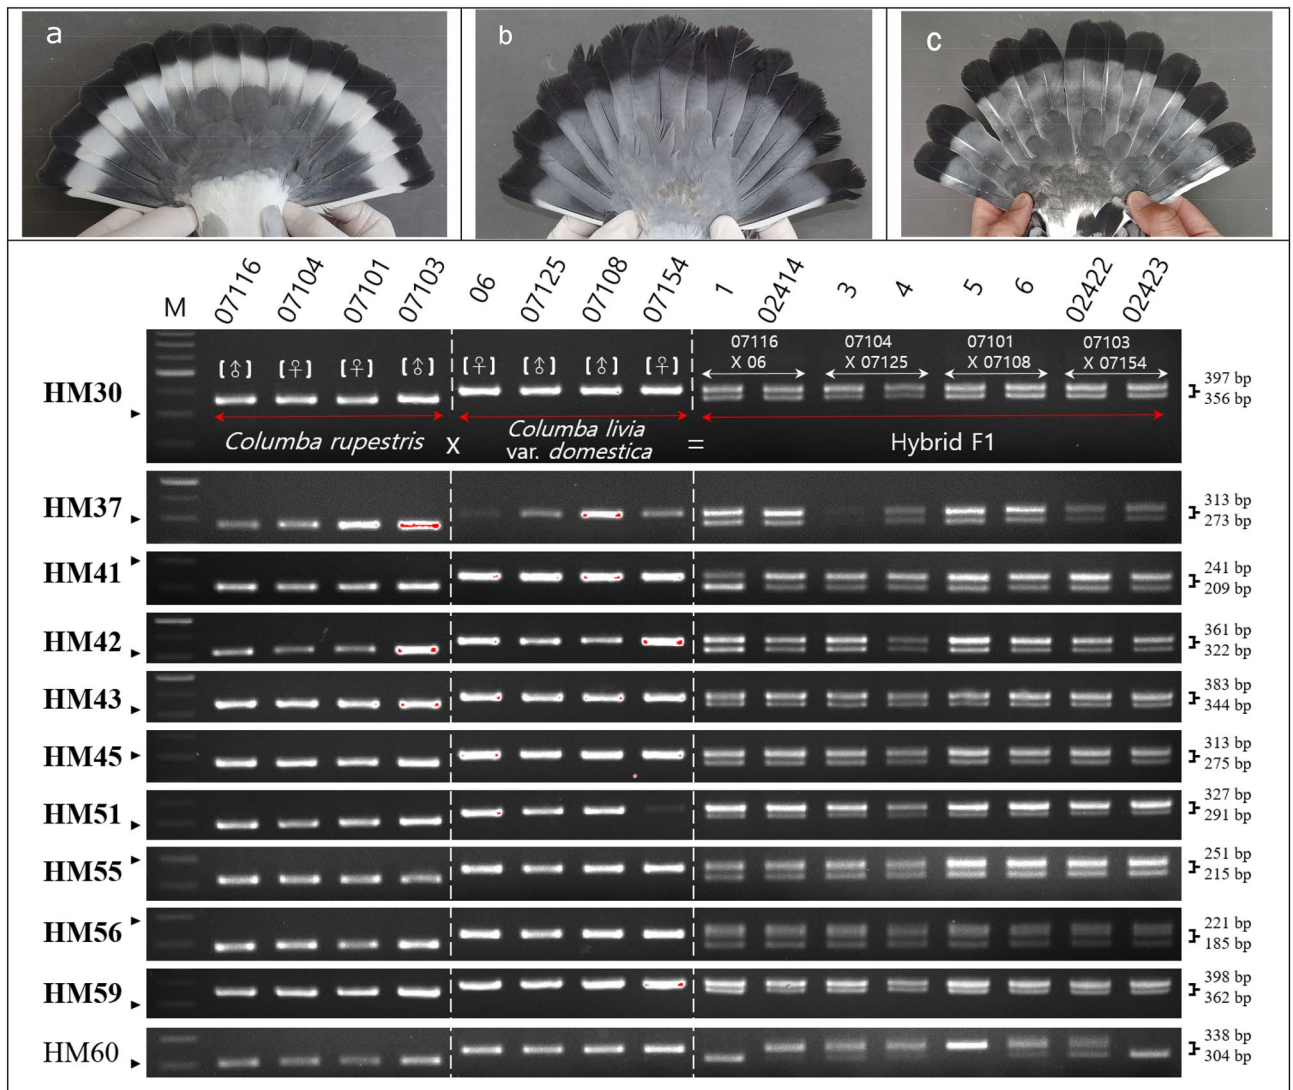 a
b
c
M
07116
07104
07101
07103
06
07125
07108
07154
1
02414
3
4
5
6
02422
02423
HM30
[♂]
[♀]
[♀]
[♂]
[♀]
[♂]
[♂]
[♀]
07116
X 06
07104
X 07125
07101
X 07108
07103
X 07154
397 bp
356 bp
Columba rupestris
X
Columba livia
var. domestica
=
Hybrid F1
HM37
313 bp
273 bp
HM41
241 bp
209 bp
HM42
361 bp
322 bp
HM43
383 bp
344 bp
HM45
313 bp
275 bp
HM51
327 bp
291 bp
HM55
251 bp
215 bp
HM56
221 bp
185 bp
HM59
398 bp
362 bp
HM60
338 bp
304 bp